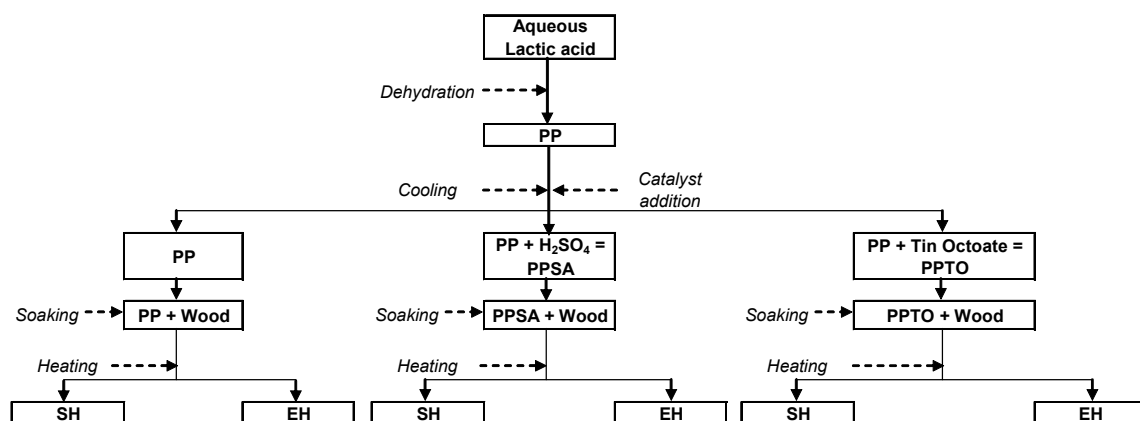 Aqueous
Lactic acid
Dehydration
PP
Cooling
Catalyst
addition
PP
PP + H₂SO₄ =
PPSA
PP + Tin Octoate =
PPTO
Soaking
PP + Wood
Soaking
PPSA + Wood
Soaking
PPTO + Wood
Heating
Heating
Heating
SH
EH
SH
EH
SH
EH